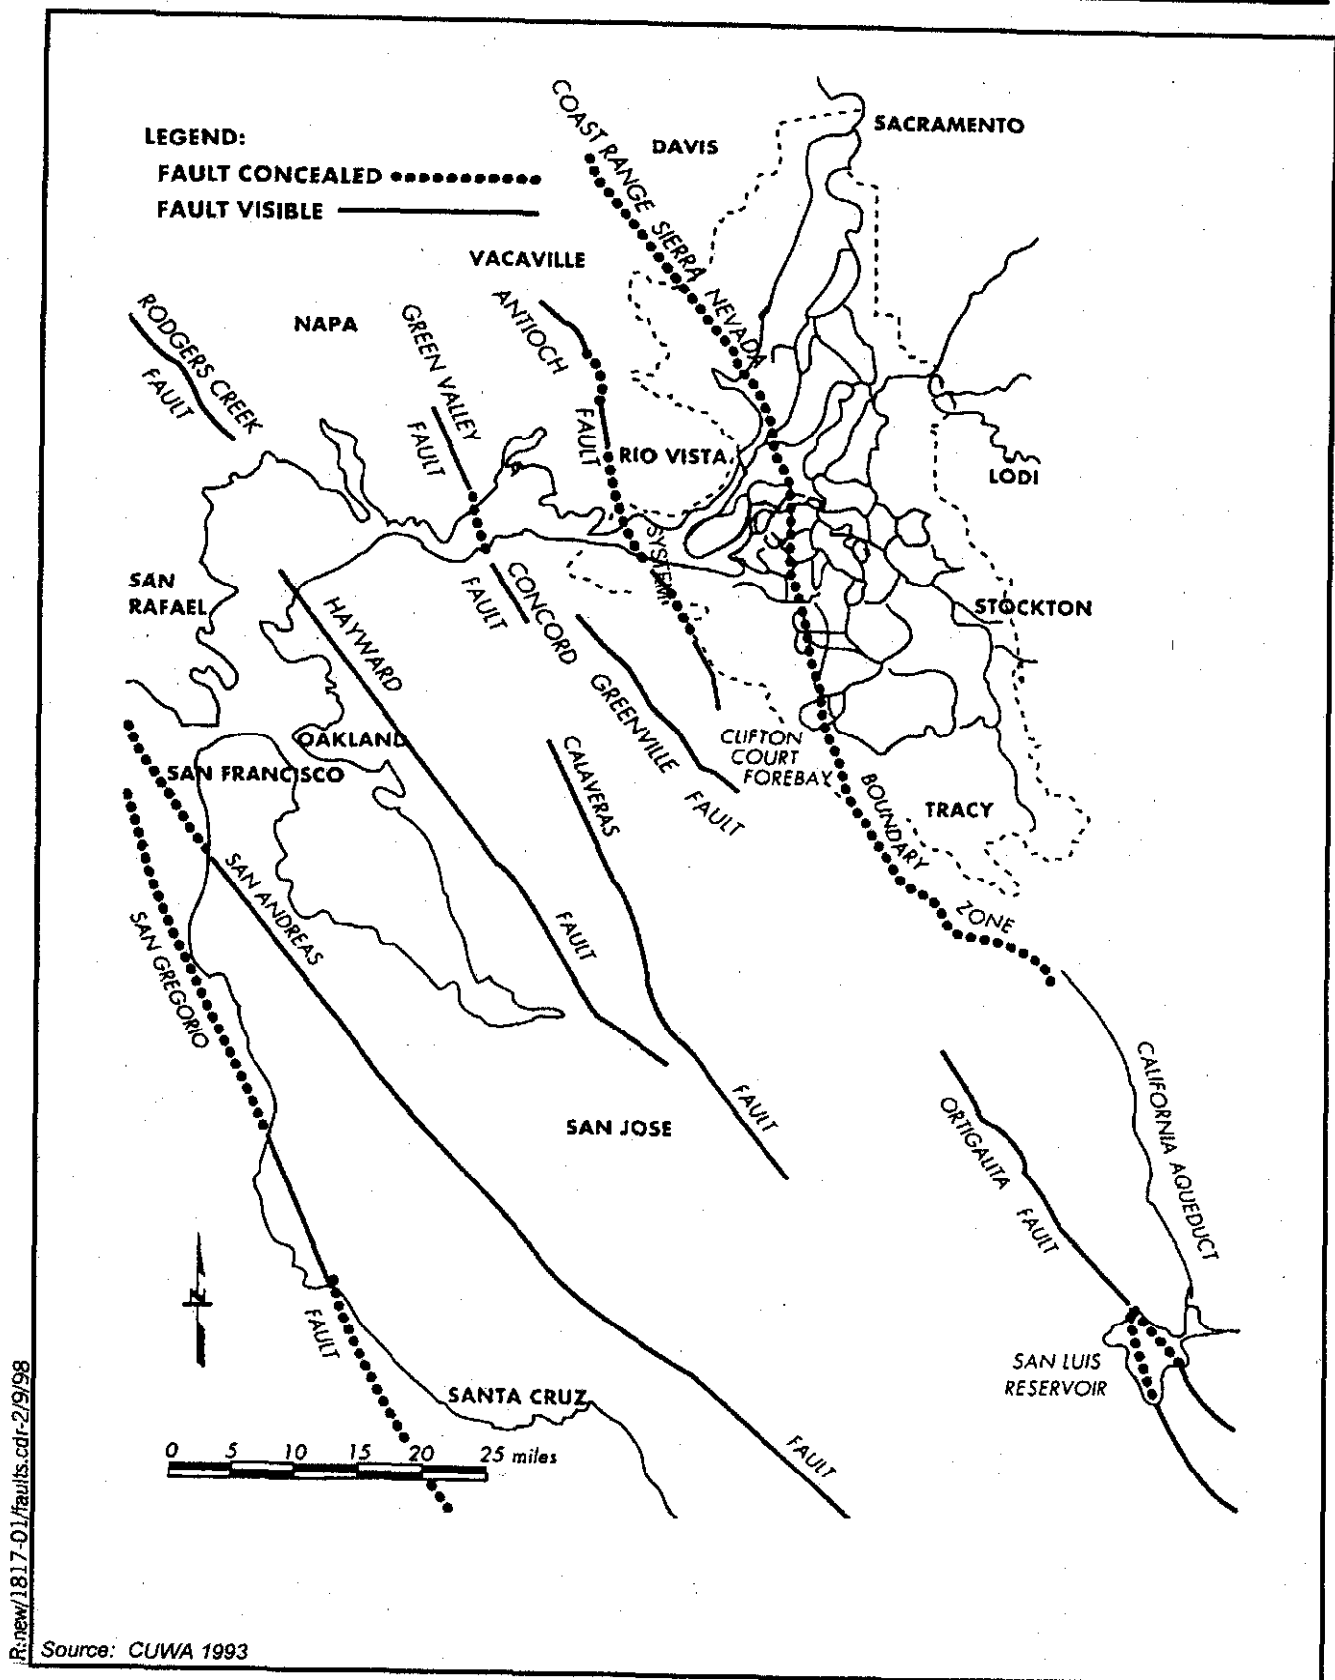 LEGEND:
FAULT CONCEALED
FAULT VISIBLE
COAST RANGE SIERRA NEVADA
DAVIS
SACRAMENTO
VACAVILLE
NAPA
RODGERS CREEK
FAULT
GREEN VALLEY
FAULT
ANTIOCH
FAULT
SYSTEM
RIO VISTA
LODI
SAN
RAFAEL
HAYWARD
FAULT
CONCORD
FAULT
STOCKTON
GREENVILLE
FAULT
OAKLAND
SAN FRANCISCO
CALAVERAS
FAULT
CLIFTON
COURT
FOREBAY
BOUNDARY
ZONE
TRACY
SAN ANDREAS
FAULT
SAN GREGORIO
FAULT
SAN JOSE
ORTIGALITA
FAULT
CALIFORNIA AQUEDUCT
N
SAN LUIS
RESERVOIR
SANTA CRUZ
0 5 10 15 20 25 miles
R:new/1817-01/faults.cdr-2/9/98
Source: CUWA 1993